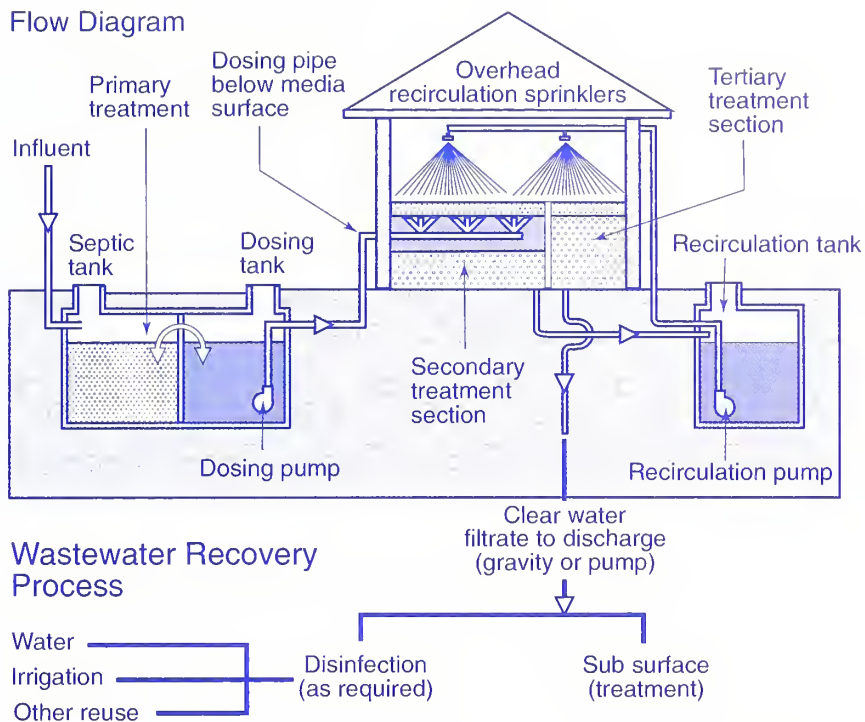 Flow Diagram
Primary
treatment
Dosing pipe
below media
surface
Overhead
recirculation sprinklers
Tertiary
treatment
section
Influent
Septic
tank
Dosing
tank
Recirculation tank
Secondary
treatment
section
Dosing pump
Recirculation pump
Clear water
filtrate to discharge
(gravity or pump)
Wastewater Recovery
Process
Water
Irrigation
Other reuse
Disinfection
(as required)
Sub surface
(treatment)